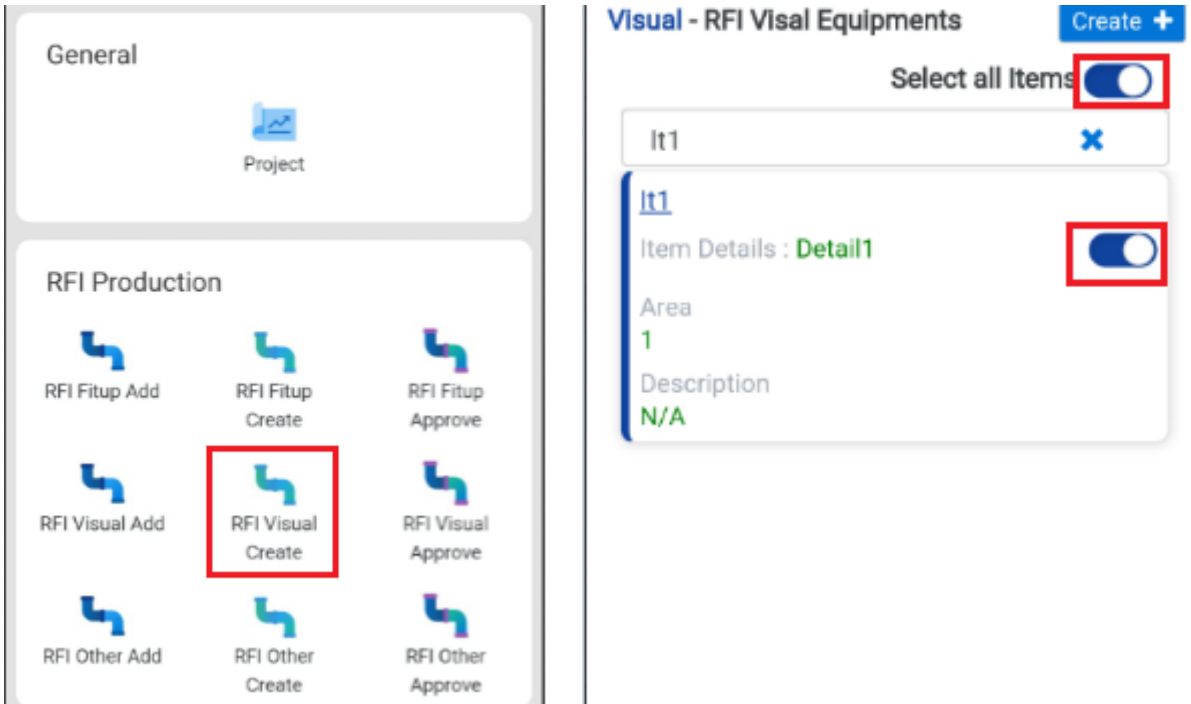 General
Project
RFI Production
RFI Fitup Add
RFI Fitup
Create
RFI Fitup
Approve
RFI Visual Add
RFI Visual
Create
RFI Visual
Approve
RFI Other Add
RFI Other
Create
RFI Other
Approve
Visual - RFI Visal Equipments
Create +
Select all Items
It1
It1
Item Details : Detail1
Area
1
Description
N/A